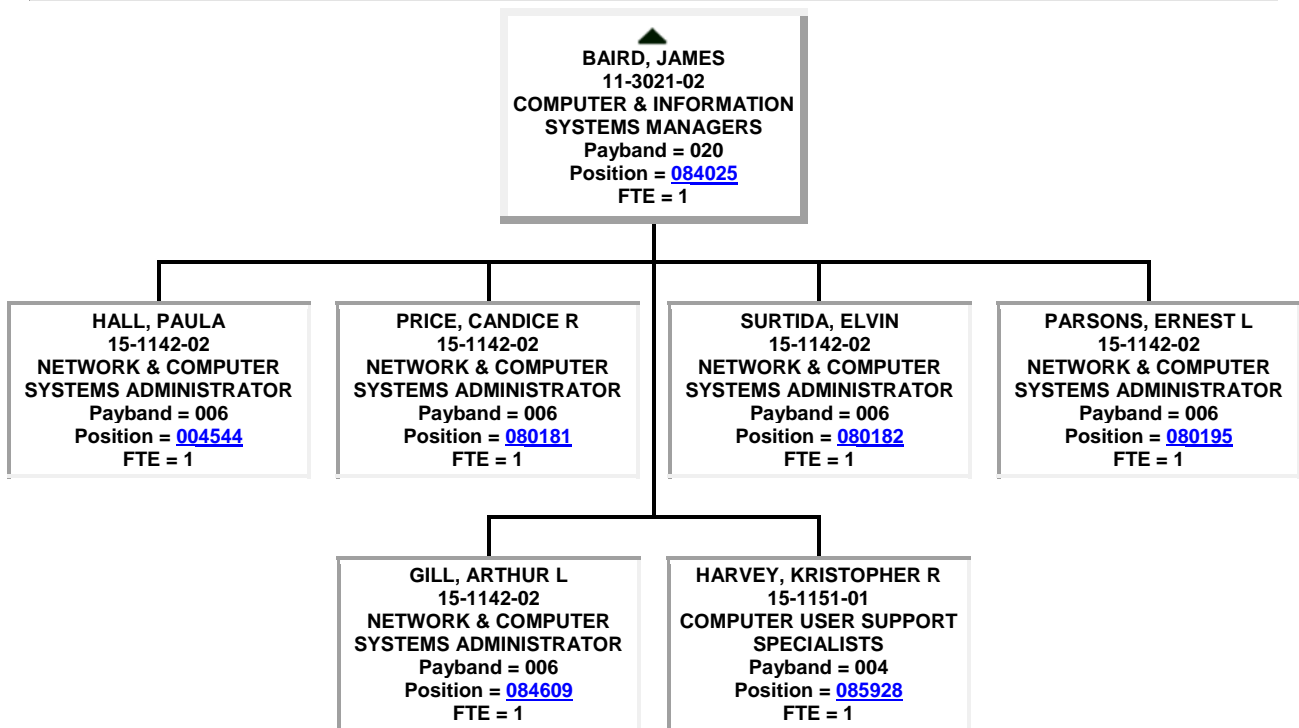 BAIRD, JAMES
11-3021-02
COMPUTER & INFORMATION
SYSTEMS MANAGERS
Payband = 020
Position = 084025
FTE = 1
HALL, PAULA
15-1142-02
NETWORK & COMPUTER
SYSTEMS ADMINISTRATOR
Payband = 006
Position = 004544
FTE = 1
PRICE, CANDICE R
15-1142-02
NETWORK & COMPUTER
SYSTEMS ADMINISTRATOR
Payband = 006
Position = 080181
FTE = 1
SURTIDA, ELVIN
15-1142-02
NETWORK & COMPUTER
SYSTEMS ADMINISTRATOR
Payband = 006
Position = 080182
FTE = 1
PARSONS, ERNEST L
15-1142-02
NETWORK & COMPUTER
SYSTEMS ADMINISTRATOR
Payband = 006
Position = 080195
FTE = 1
GILL, ARTHUR L
15-1142-02
NETWORK & COMPUTER
SYSTEMS ADMINISTRATOR
Payband = 006
Position = 084609
FTE = 1
HARVEY, KRISTOPHER R
15-1151-01
COMPUTER USER SUPPORT
SPECIALISTS
Payband = 004
Position = 085928
FTE = 1